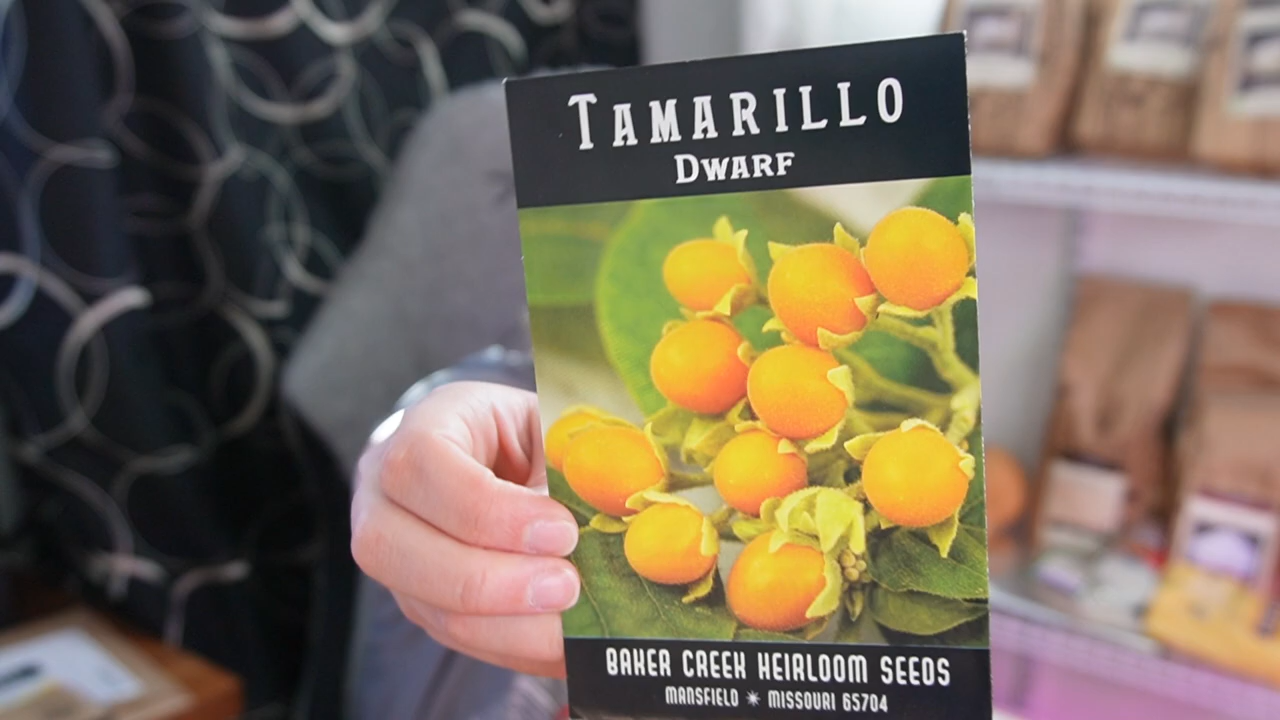 TAMARILLO
DWARF
BAKER CREEK HEIRLOOM SEEDS
MANSFIELD ✷ MISSOURI 65704